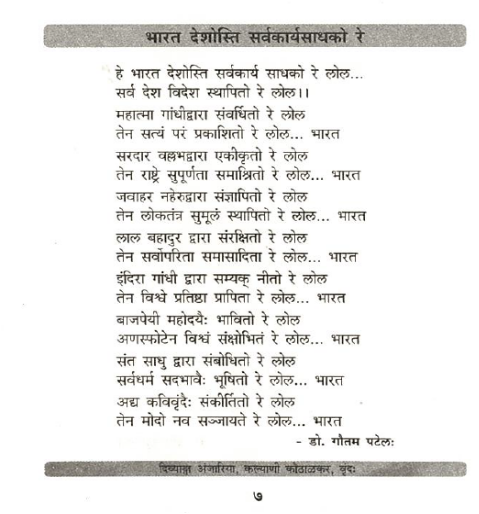 भारत देशोस्ति सर्वकार्यसाधको रे
हे भारत देशोस्ति सर्वकार्य साधको रे लोल...
सर्व देश विदेश स्थापितो रे लोल।।
महात्मा गांधीद्वारा संवर्धितो रे लोल
तेन सत्यं परं प्रकाशितो रे लोल... भारत
सरदार वल्लभद्वारा एकीकृतो रे लोल
तेन राष्ट्रे सुपूर्णता समाश्रितो रे लोल... भारत
जवाहर नहेरुद्वारा संज्ञापितो रे लोल
तेन लोकतंत्र सुमूलं स्थापितो रे लोल... भारत
लाल बहादुर द्वारा संरक्षितो रे लोल
तेन सर्वोपरिता समासादिता रे लोल... भारत
इंदिरा गांधी द्वारा सम्यक् नीतो रे लोल
तेन विश्वे प्रतिष्ठा प्रापिता रे लोल... भारत
बाजपेयी महोदयैः भावितो रे लोल
अणस्फोटेन विश्वं संक्षोभितं रे लोल... भारत
संत साधु द्वारा संबोधितो रे लोल
सर्वधर्म सदभावैः भूषितो रे लोल... भारत
अद्य कविवृंदैः संकीर्तितो रे लोल
तेन मोदो नव सञ्जायते रे लोल... भारत
- डो. गौतम पटेलः
दिव्याक्ष अंजारिया, कल्याणी कौठाळकर, वृंदः
७